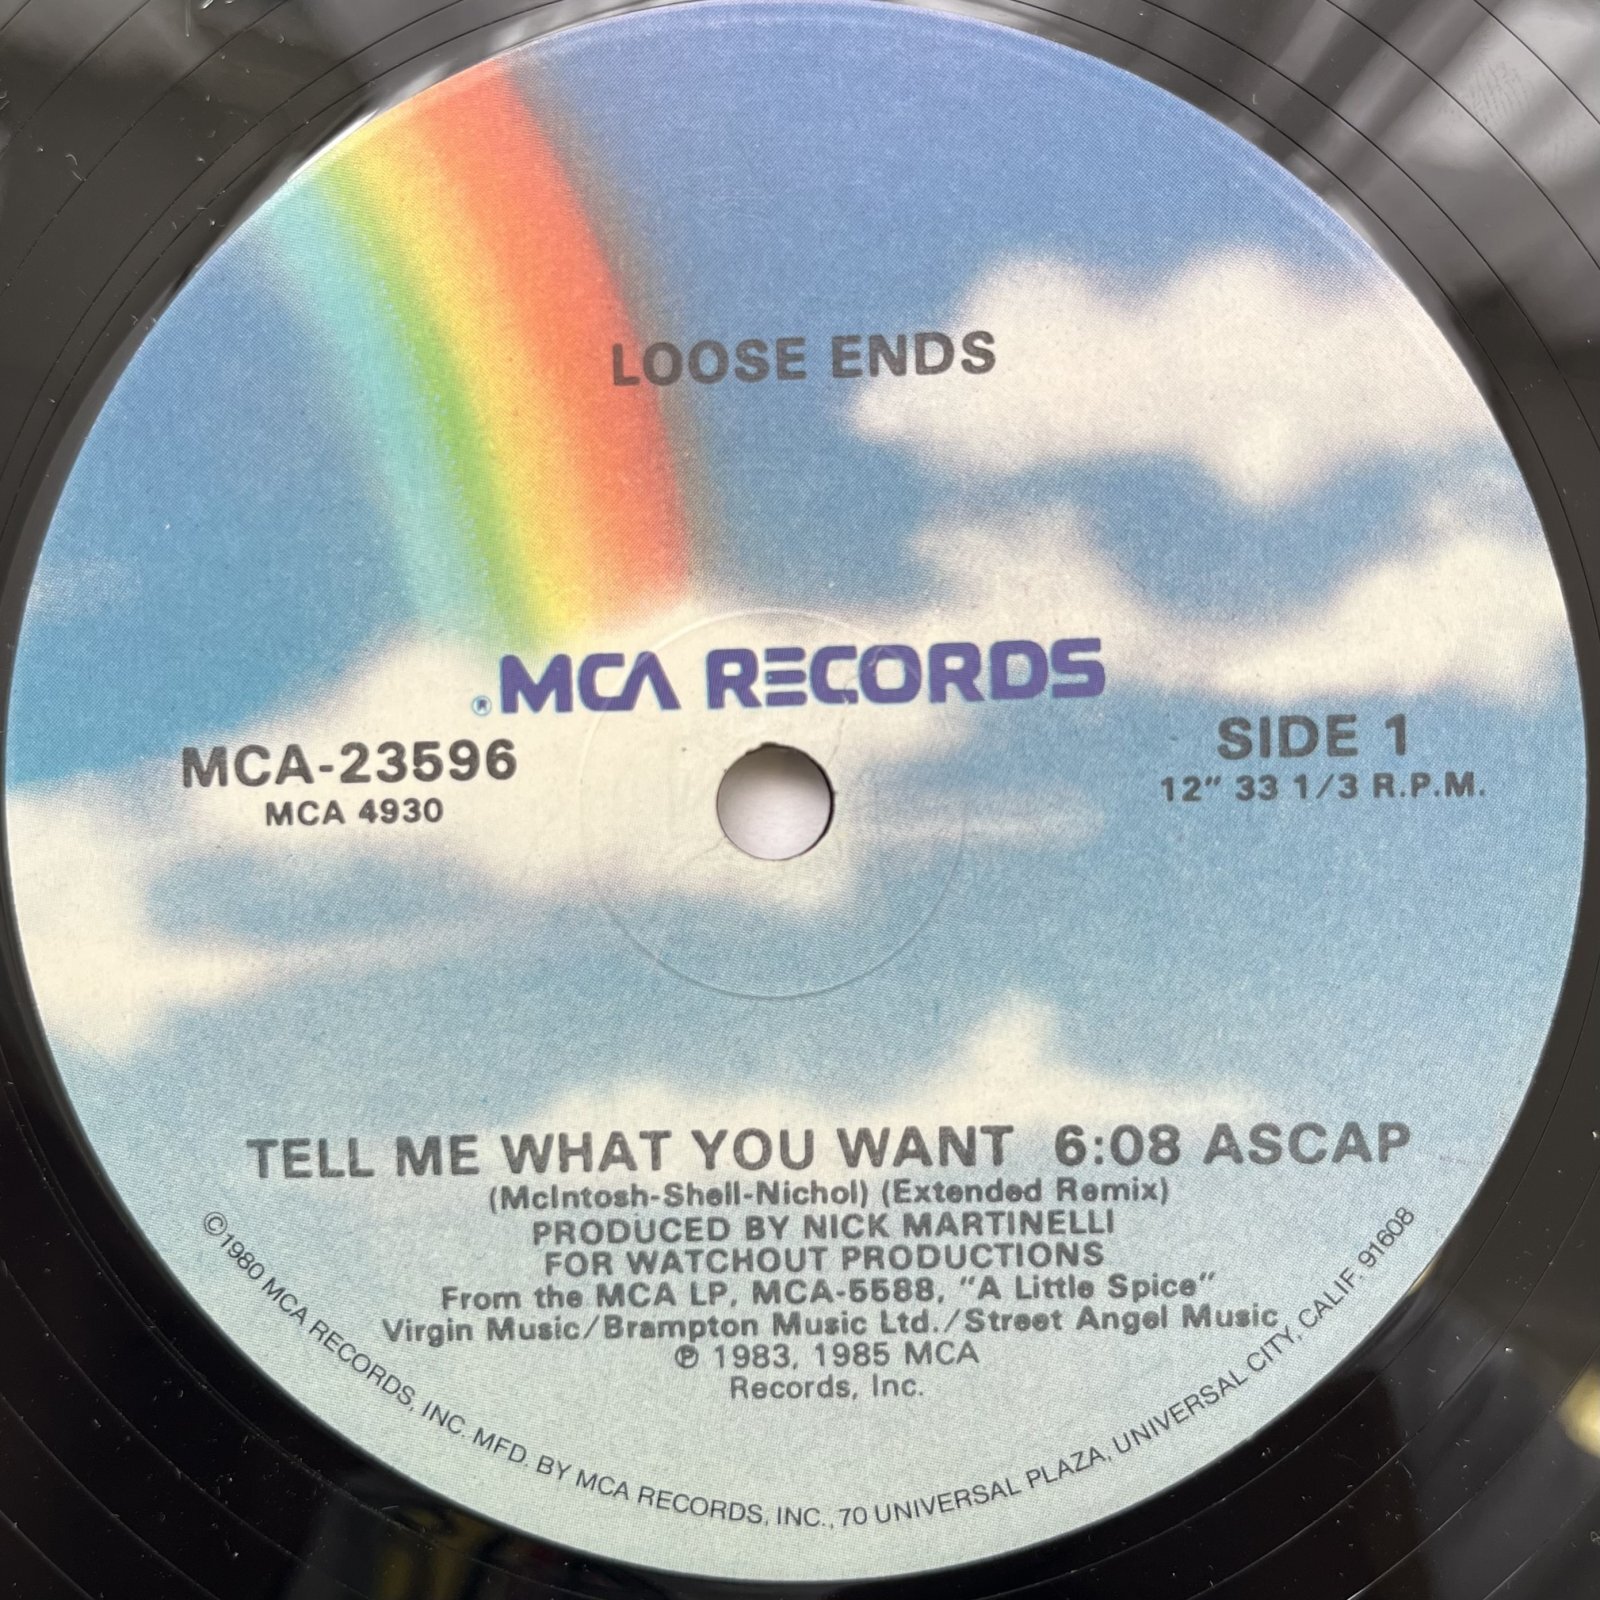 LOOSE ENDS
® MCA RECORDS
MCA-23596
MCA 4930
SIDE 1
12" 33 1/3 R.P.M.
TELL ME WHAT YOU WANT 6:08 ASCAP
(McIntosh-Shell-Nichol) (Extended Remix)
PRODUCED BY NICK MARTINELLI
FOR WATCHOUT PRODUCTIONS
From the MCA LP, MCA-5588, "A Little Spice"
Virgin Music/Brampton Music Ltd./Street Angel Music
℗ 1983, 1985 MCA
Records, Inc.
©1980 MCA RECORDS, INC. MFD. BY MCA RECORDS, INC., 70 UNIVERSAL PLAZA, UNIVERSAL CITY, CALIF. 91608